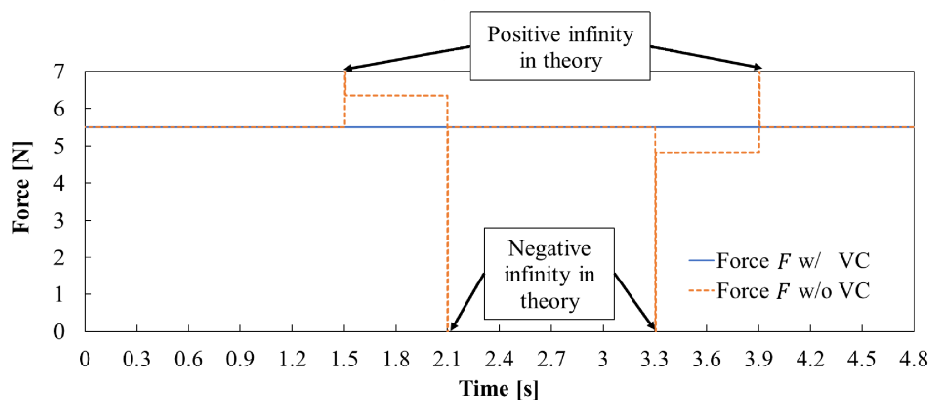 Positive infinity
in theory
7
6
5
4
3
2
1
0
Force [N]
Negative
infinity in
theory
Force F w/ VC
Force F w/o VC
0 0.3 0.6 0.9 1.2 1.5 1.8 2.1 2.4 2.7 3 3.3 3.6 3.9 4.2 4.5 4.8
Time [s]